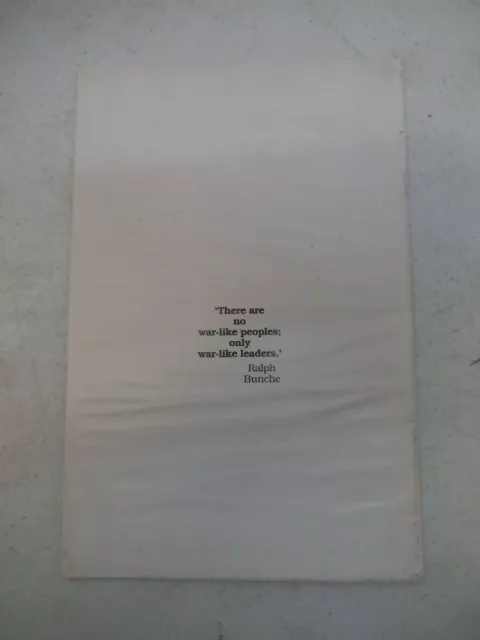 ‘There are
no
war-like peoples;
only
war-like leaders.’
Ralph
Bunche